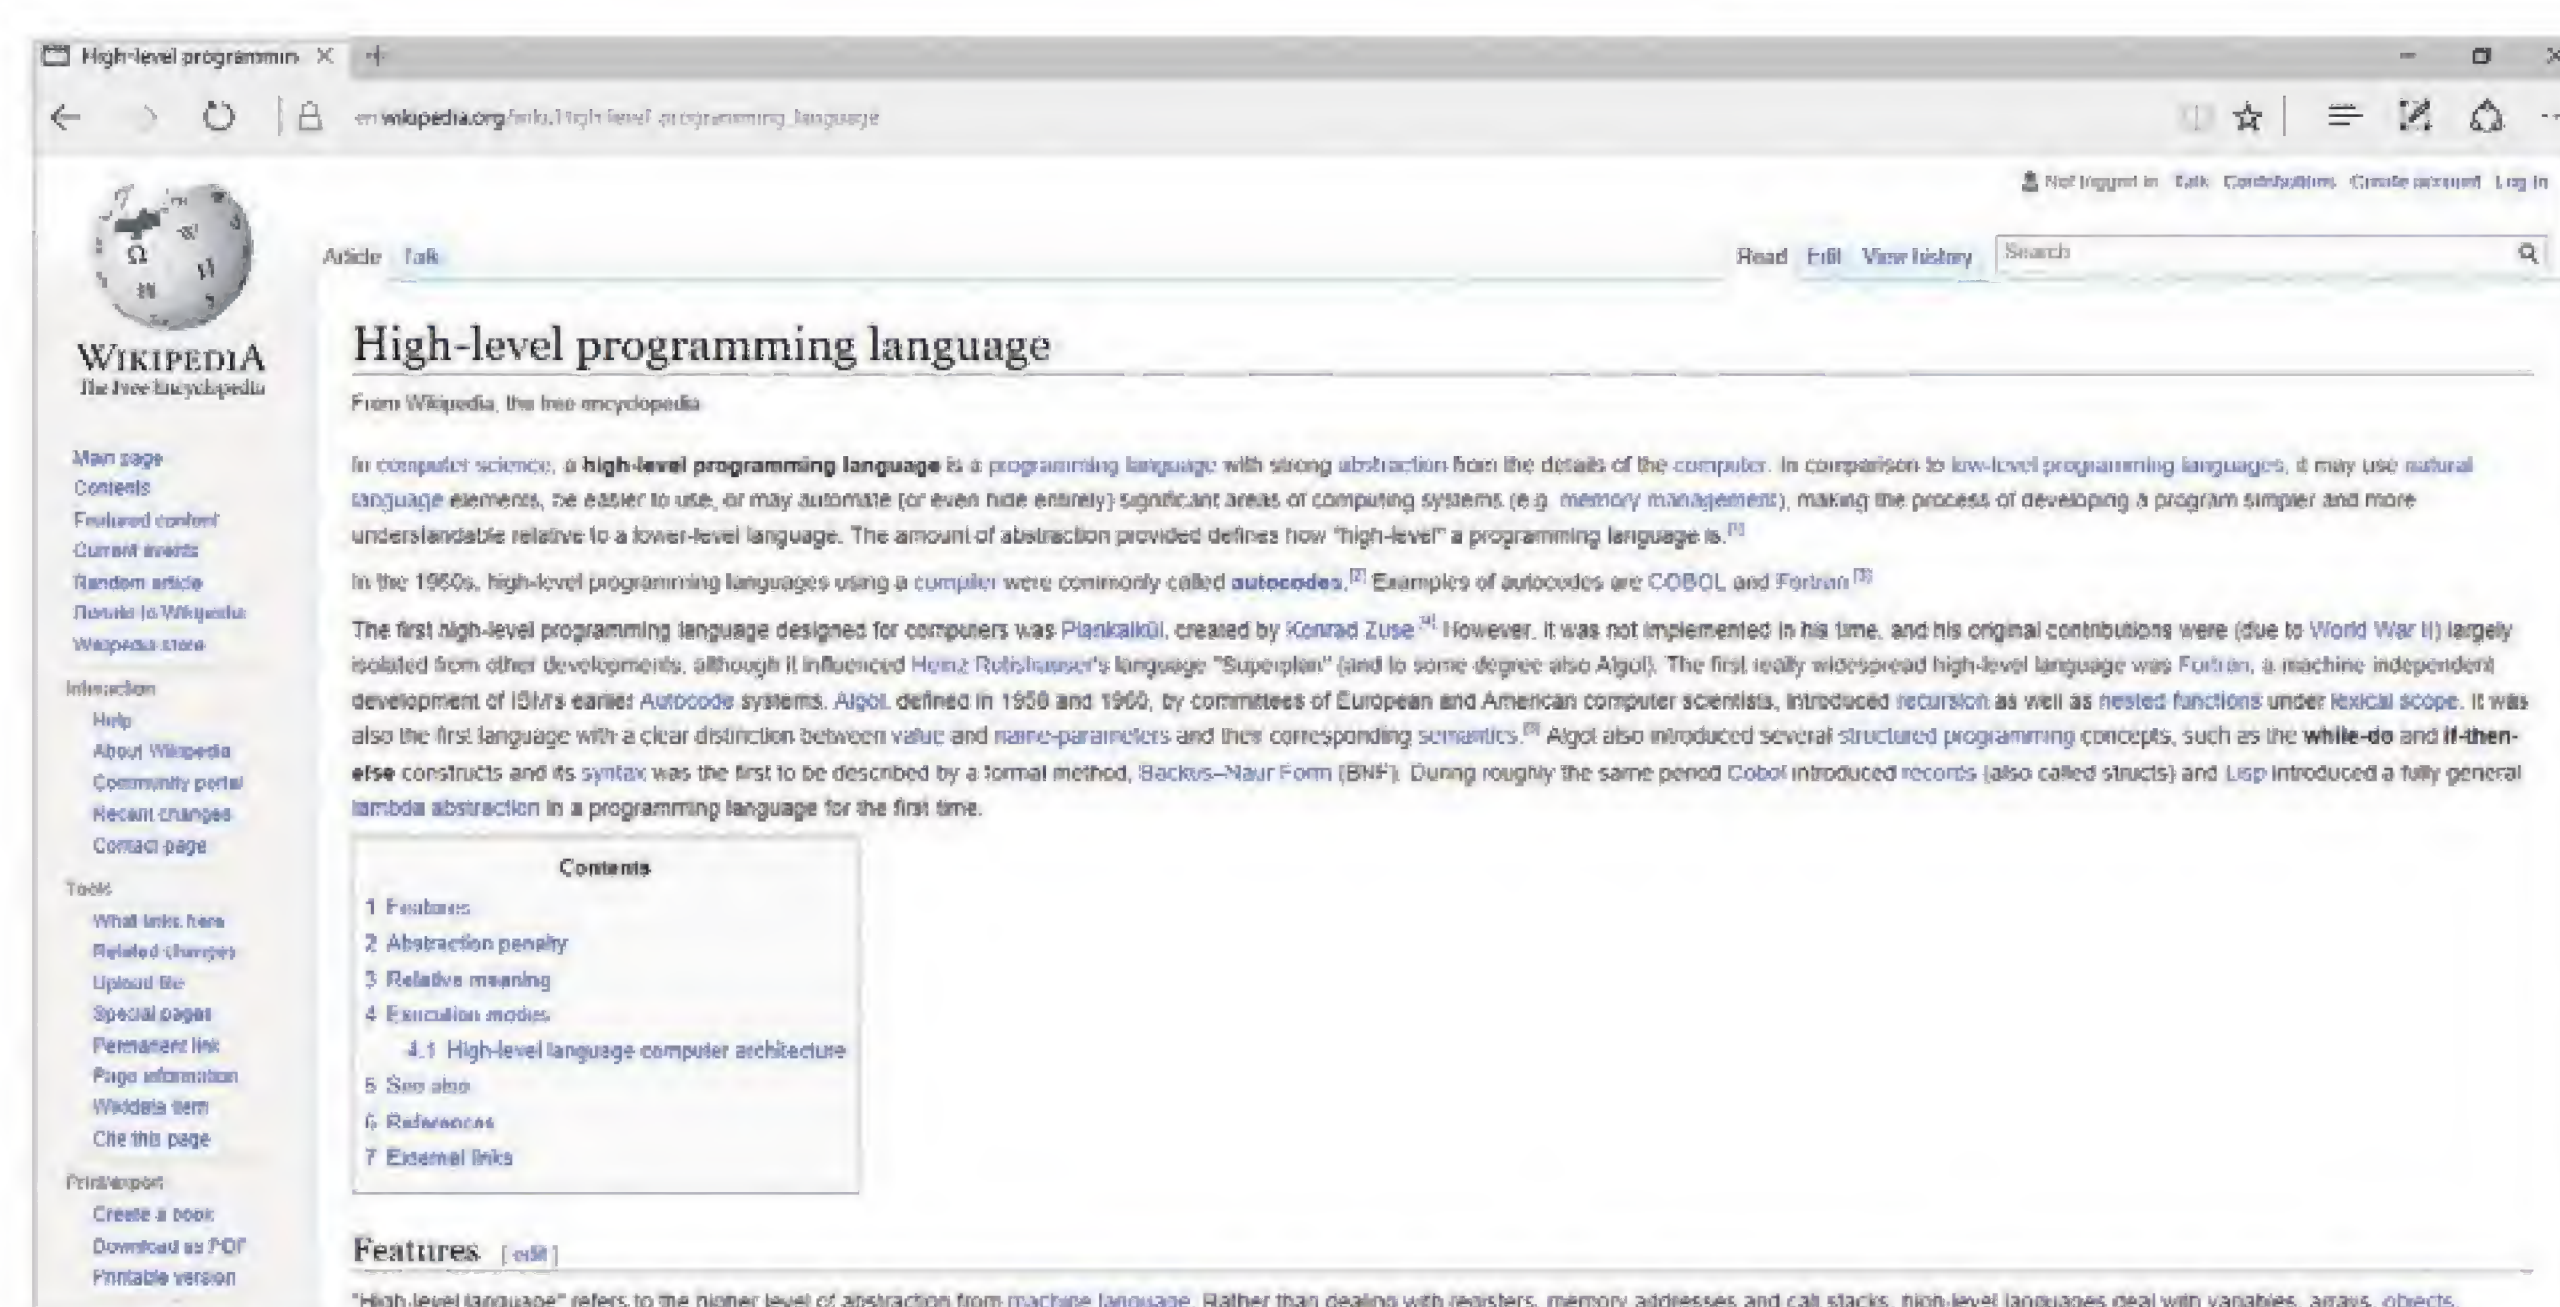 High-level programmin
en.wikipedia.org/wiki/High-level_programming_language
Not logged in Talk Contributions Create account Log in
Article Talk
Read Edit View history Search
WIKIPEDIA
The Free Encyclopedia
High-level programming language
From Wikipedia, the free encyclopedia
Main page
Contents
Featured content
Current events
Random article
Donate to Wikipedia
Wikipedia store
Interaction
Help
About Wikipedia
Community portal
Recent changes
Contact page
Tools
What links here
Related changes
Upload file
Special pages
Permanent link
Page information
Wikidata item
Cite this page
Print/export
Create a book
Download as PDF
Printable version
In computer science, a high-level programming language is a programming language with strong abstraction from the details of the computer. In comparison to low-level programming languages, it may use natural
language elements, be easier to use, or may automate (or even hide entirely) significant areas of computing systems (e.g. memory management), making the process of developing a program simpler and more
understandable relative to a lower-level language. The amount of abstraction provided defines how "high-level" a programming language is.[1]
In the 1960s, high-level programming languages using a compiler were commonly called autocodes.[2] Examples of autocodes are COBOL and Fortran.[3]
The first high-level programming language designed for computers was Plankalkül, created by Konrad Zuse.[4] However, it was not implemented in his time, and his original contributions were (due to World War II) largely
isolated from other developments, although it influenced Heinz Rutishauser's language "Superplan" (and to some degree also Algol). The first really widespread high-level language was Fortran, a machine independent
development of IBM's earlier Autocode systems. Algol, defined in 1958 and 1960, by committees of European and American computer scientists, introduced recursion as well as nested functions under lexical scope. It was
also the first language with a clear distinction between value and name-parameters and their corresponding semantics.[5] Algol also introduced several structured programming concepts, such as the while-do and if-then-
else constructs and its syntax was the first to be described by a formal method, Backus–Naur Form (BNF). During roughly the same period Cobol introduced records (also called structs) and Lisp introduced a fully general
lambda abstraction in a programming language for the first time.
Contents
1 Features
2 Abstraction penalty
3 Relative meaning
4 Execution modes
4.1 High-level language computer architecture
5 See also
6 References
7 External links
Features [edit]
"High-level language" refers to the higher level of abstraction from machine language. Rather than dealing with registers, memory addresses and call stacks, high-level languages deal with variables, arrays, objects,